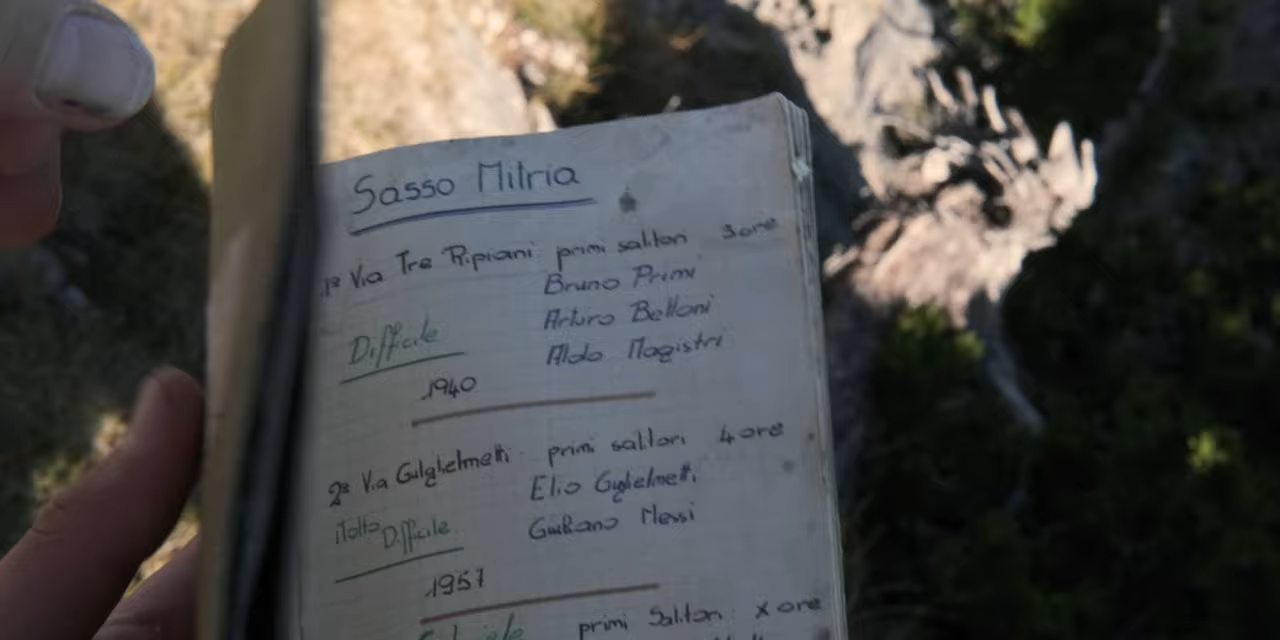 Sasso Mitria
1ª Via Tre Ripiani primi salitori 3 ore
Bruno Primi
Arturo Belloni
Difficile
Aldo Magistri
1940
2ª Via Gulglielmetti primi salitori 4 ore
Elio Guglielmetti
Molto Difficile
Giuliano Messi
1957
primi Salitori x ore